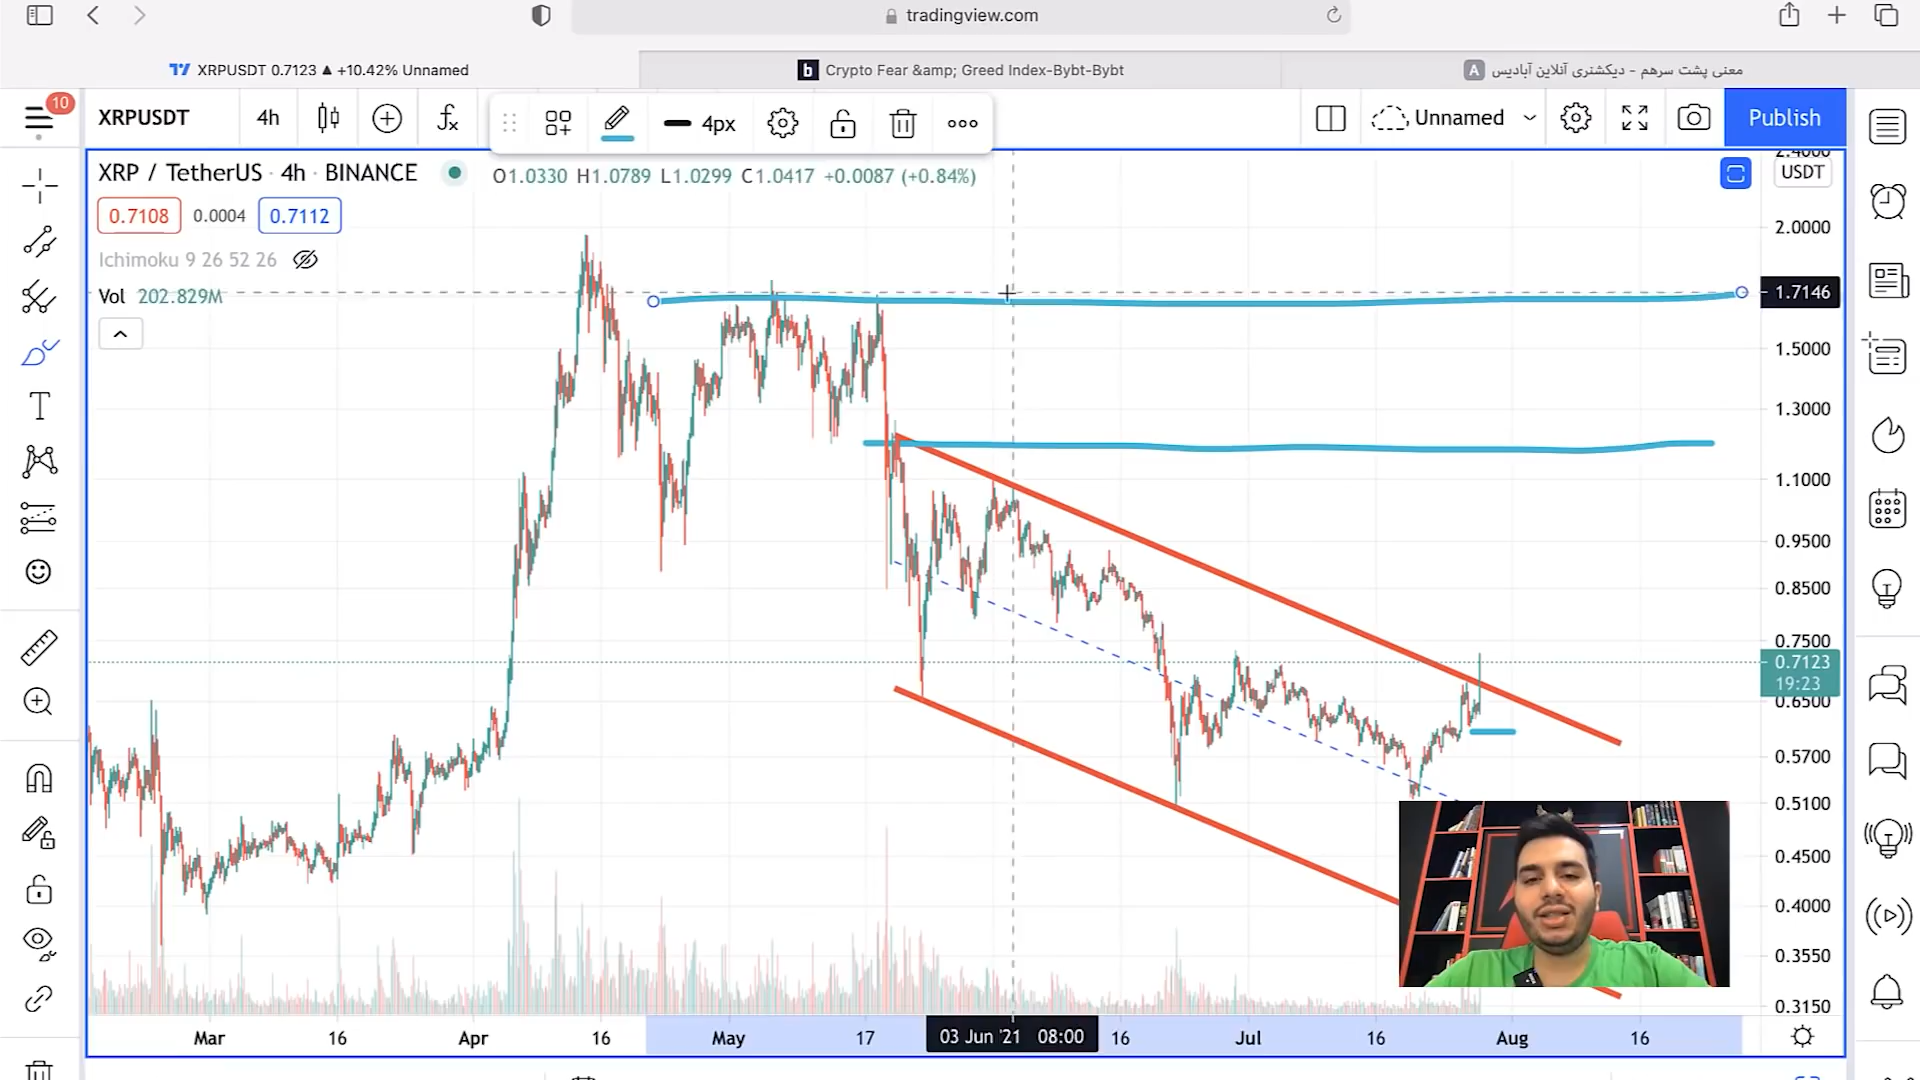 tradingview.com
XRPUSDT 0.7123 ▲ +10.42% Unnamed
Crypto Fear &amp; Greed Index-Bybt-Bybt
معنی پشت سرهم - دیکشنری آنلاین آبادیس
10
XRPUSDT
4h
4px
Unnamed
Publish
XRP / TetherUS · 4h · BINANCE
O1.0330 H1.0789 L1.0299 C1.0417 +0.0087 (+0.84%)
USDT
0.7108 0.0004 0.7112
Ichimoku 9 26 52 26
Vol 202.829M
2.4000
2.0000
1.7146
1.5000
1.3000
1.1000
0.9500
0.8500
0.7500
0.7123
19:23
0.6500
0.5700
0.5100
0.4500
0.4000
0.3550
0.3150
Mar 16 Apr 16 May 17 03 Jun '21 08:00 16 Jul 16 Aug 16